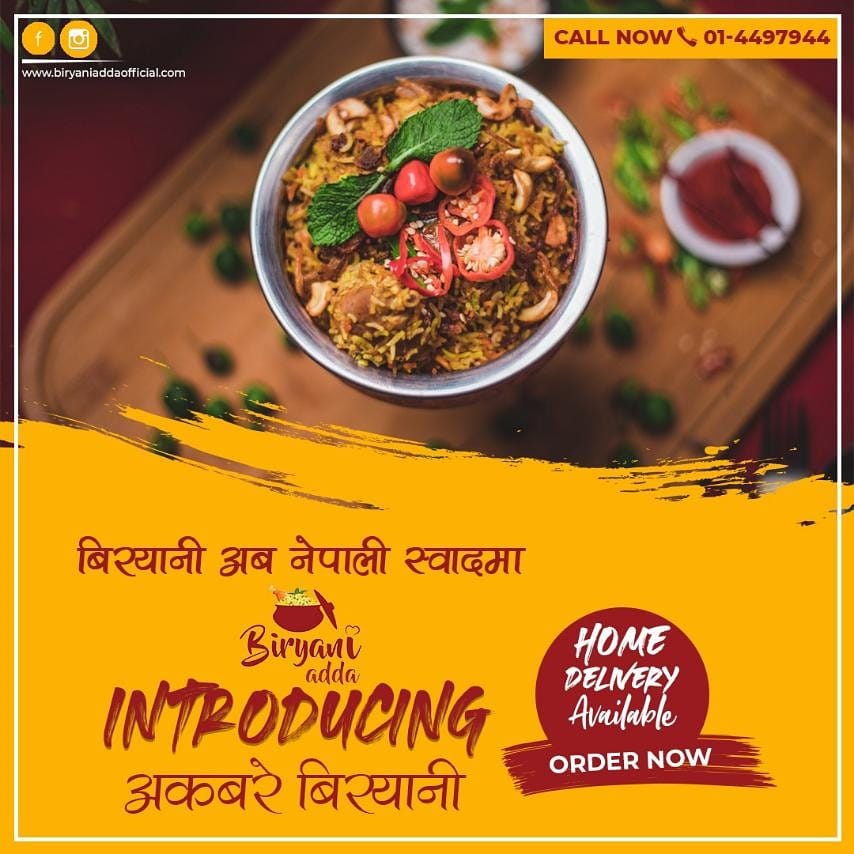 f
CALL NOW 01-4497944
www.biryaniaddaofficial.com
बिरयानी अब नेपाली स्वादमा
Biryani
adda
INTRODUCING
अकबरे बिरयानी
HOME
DELIVERY
Available
ORDER NOW